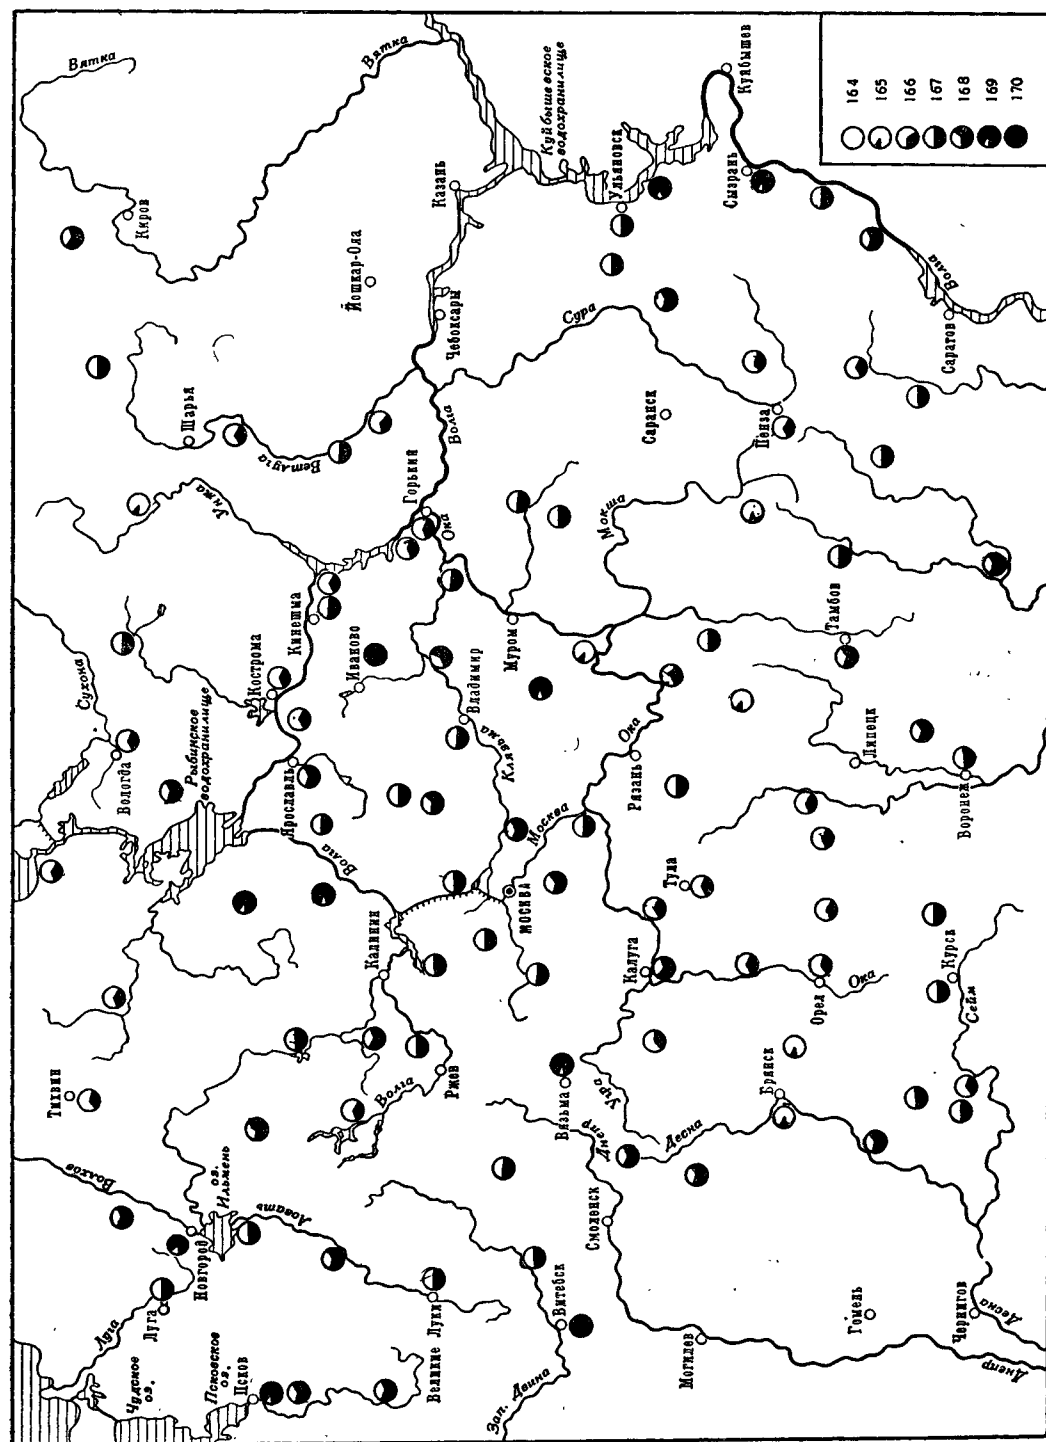 Чудское
оз.
Луга
Луга
Псковское
оз.
Псков
Новгород
Волхов
оз.
Ильмень
Ловать
Тихвин
Вологда
Сухона
Рыбинское
водохранилище
Кострома
Унжа
Шарья
Ветлуга
Вятка
Киров
Вятка
Великие Луки
Волга
Ржев
Калинин
Волга
Ярославль
Кинешма
Иваново
Горький
Ока
Волга
Чебоксары
Йошкар-Ола
Казань
Куйбышевское
водохранилище
Зап. Двина
Витебск
Смоленск
Днепр
Вязьма
Угра
Десна
МОСКВА
Москва
Клязьма
Владимир
Муром
Сура
Ульяновск
Могилев
Калуга
Тула
Рязань
Ока
Мокша
Саранск
Пенза
Сызрань
Куйбышев
Гомель
Брянск
Орел
Ока
Липецк
Тамбов
Чернигов
Десна
Днепр
Сейм
Курск
Воронеж
Саратов
Волга
164
165
166
167
168
169
170